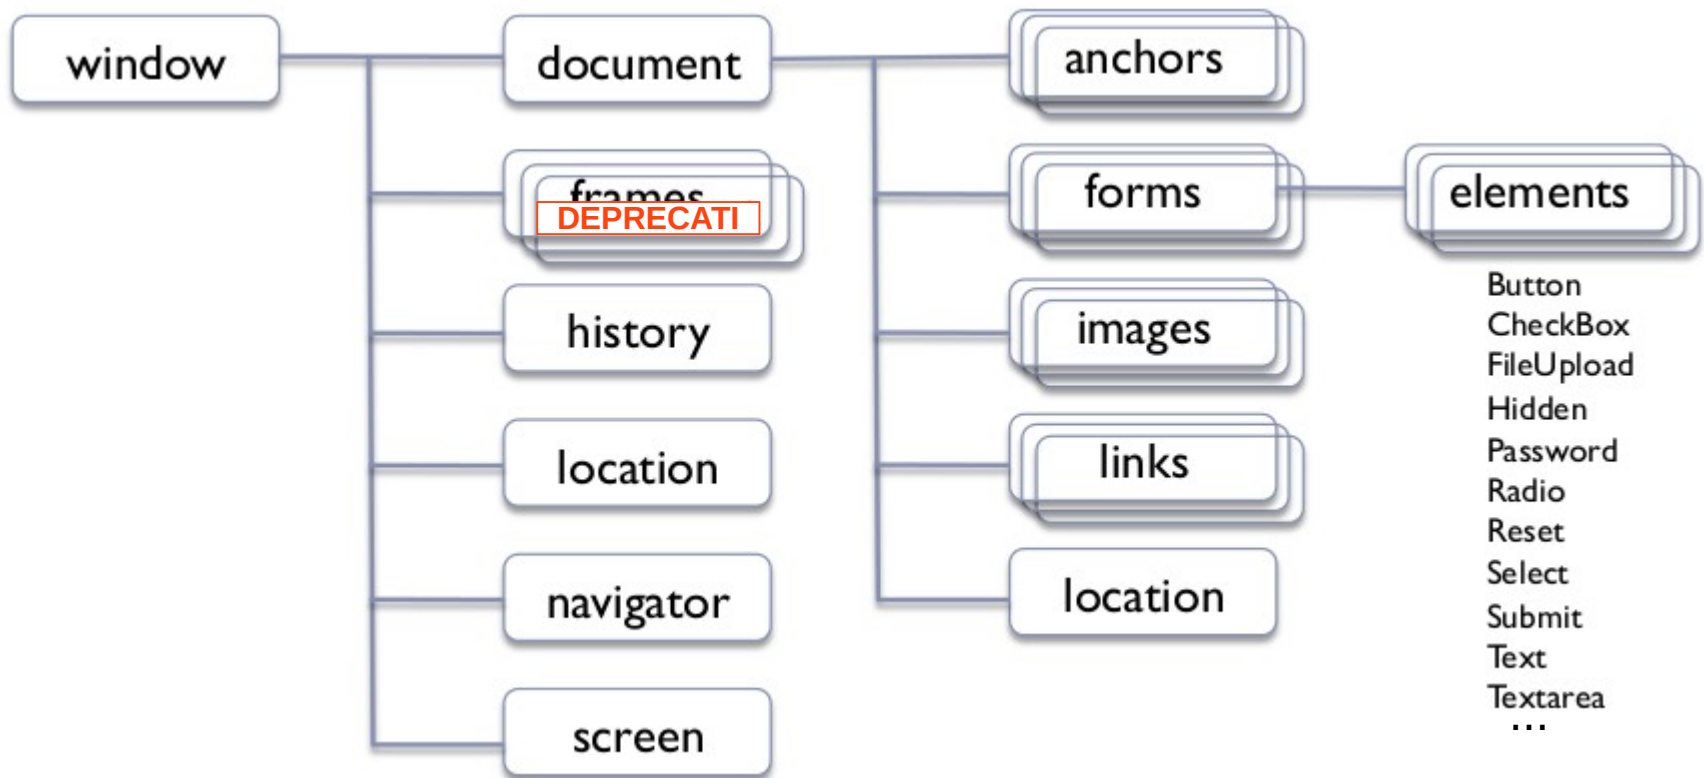 window
document
frames
DEPRECATI
history
location
navigator
screen
anchors
forms
images
links
location
elements
Button
CheckBox
FileUpload
Hidden
Password
Radio
Reset
Select
Submit
Text
Textarea
...